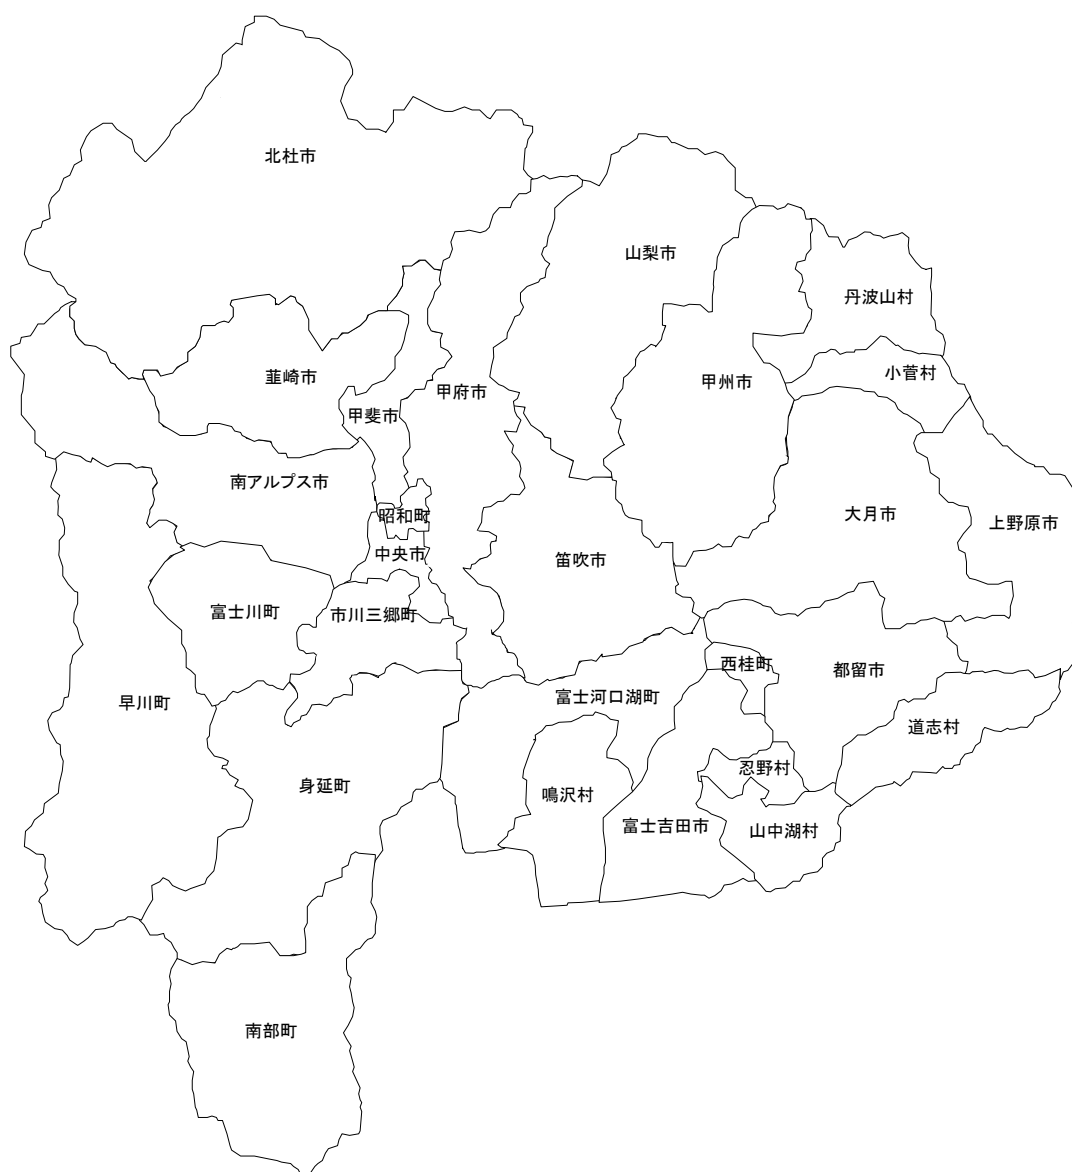 北杜市
山梨市
丹波山村
小菅村
韮崎市
甲州市
甲府市
甲斐市
南アルプス市
昭和町
大月市
上野原市
中央市
笛吹市
富士川町
市川三郷町
西桂町
都留市
富士河口湖町
早川町
道志村
忍野村
身延町
鳴沢村
富士吉田市
山中湖村
南部町